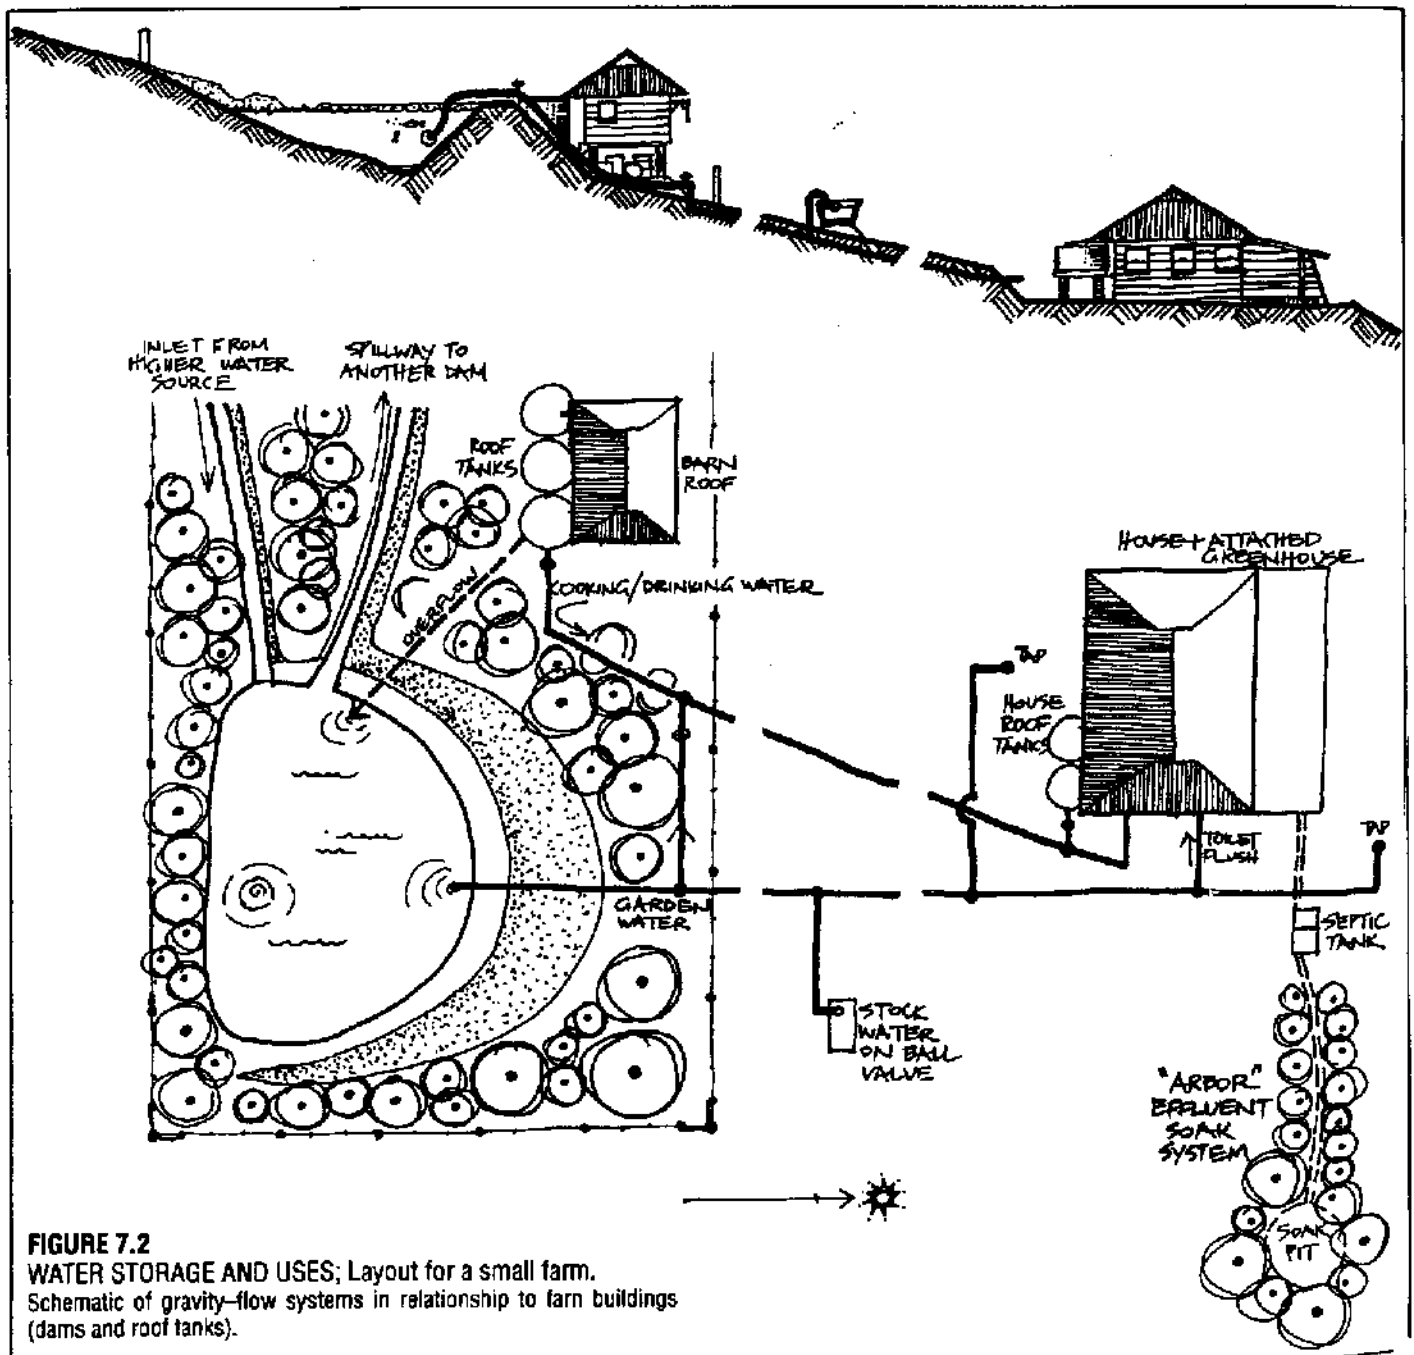 INLET FROM
HIGHER WATER
SOURCE
SPILLWAY TO
ANOTHER DAM
ROOF
TANKS
BARN
ROOF
OVERFLOW
COOKING/DRINKING WATER
HOUSE + ATTACHED
GREENHOUSE
TAP
HOUSE
ROOF
TANKS
TOILET
FLUSH
TAP
GARDEN
WATER
SEPTIC
TANK
STOCK
WATER
ON BALL
VALVE
"ARBOR"
EFFLUENT
SOAK
SYSTEM
SOAK
PIT
FIGURE 7.2
WATER STORAGE AND USES; Layout for a small farm.
Schematic of gravity–flow systems in relationship to farn buildings
(dams and roof tanks).